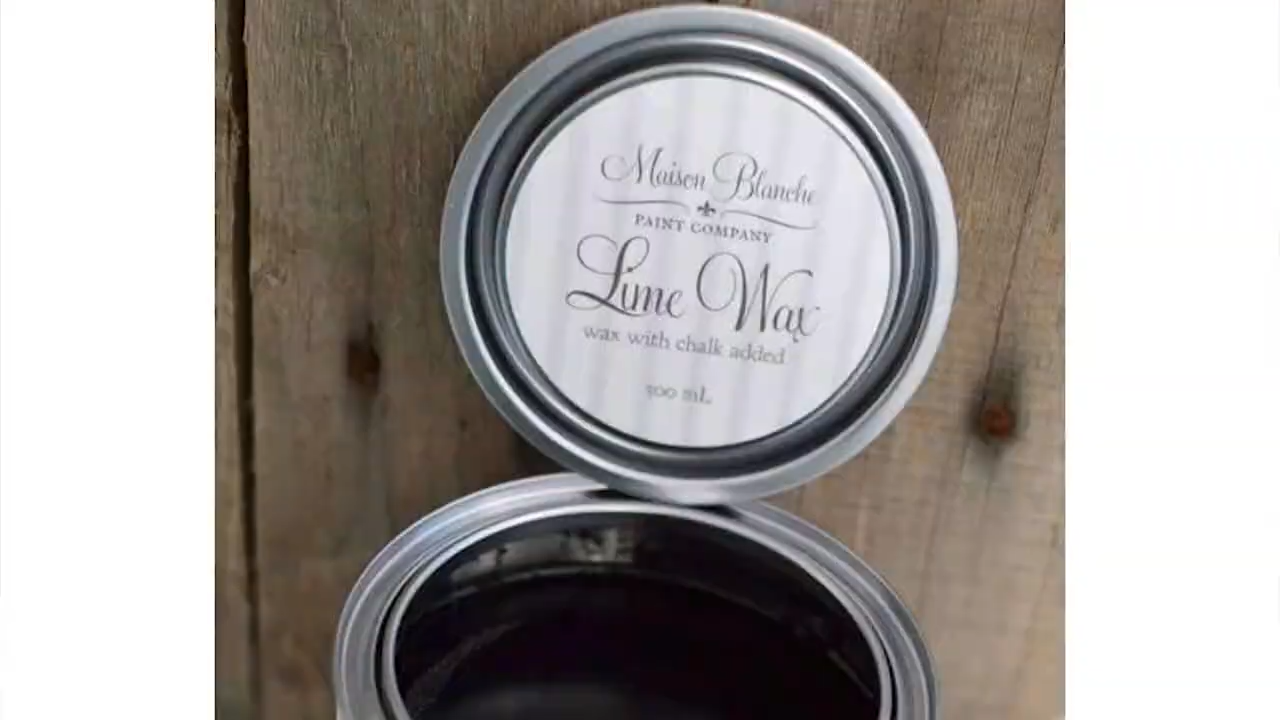 Maison Blanche
PAINT COMPANY
Lime Wax
wax with chalk added
500 mL